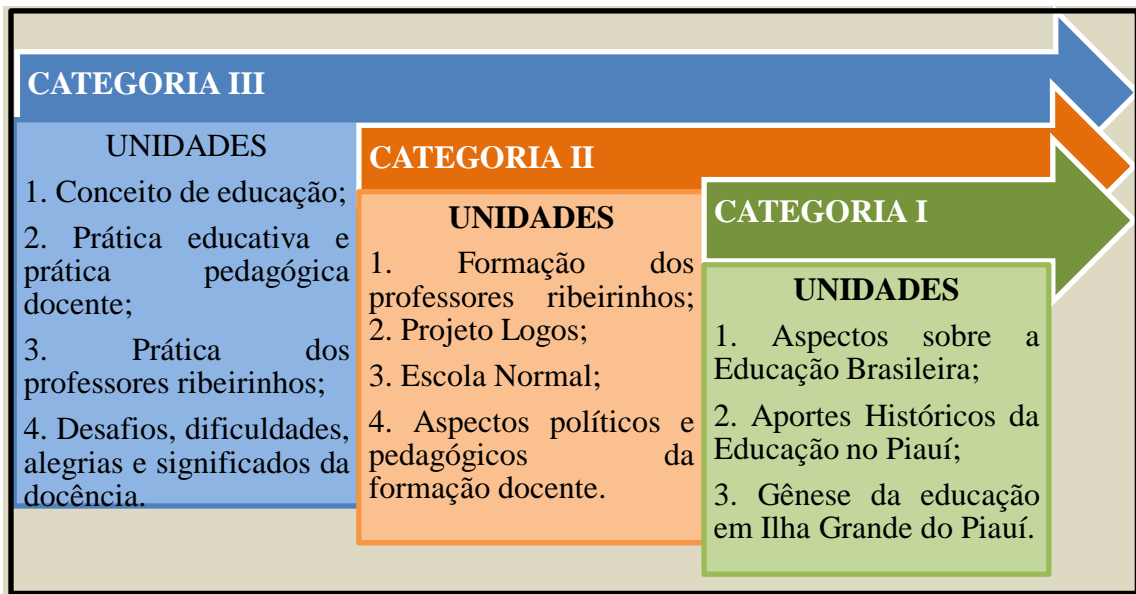 CATEGORIA III
UNIDADES
1. Conceito de educação;
2. Prática educativa e
prática pedagógica
docente;
3. Prática dos
professores ribeirinhos;
4. Desafios, dificuldades,
alegrias e significados da
docência.
CATEGORIA II
UNIDADES
1. Formação dos
professores ribeirinhos;
2. Projeto Logos;
3. Escola Normal;
4. Aspectos políticos e
pedagógicos da
formação docente.
CATEGORIA I
UNIDADES
1. Aspectos sobre a
Educação Brasileira;
2. Aportes Históricos da
Educação no Piauí;
3. Gênese da educação
em Ilha Grande do Piauí.